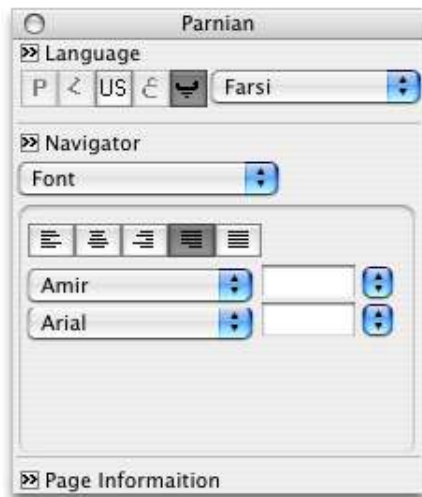 Parnian
Language
US ع Farsi
Navigator
Font
Amir
Arial
Page Informaition